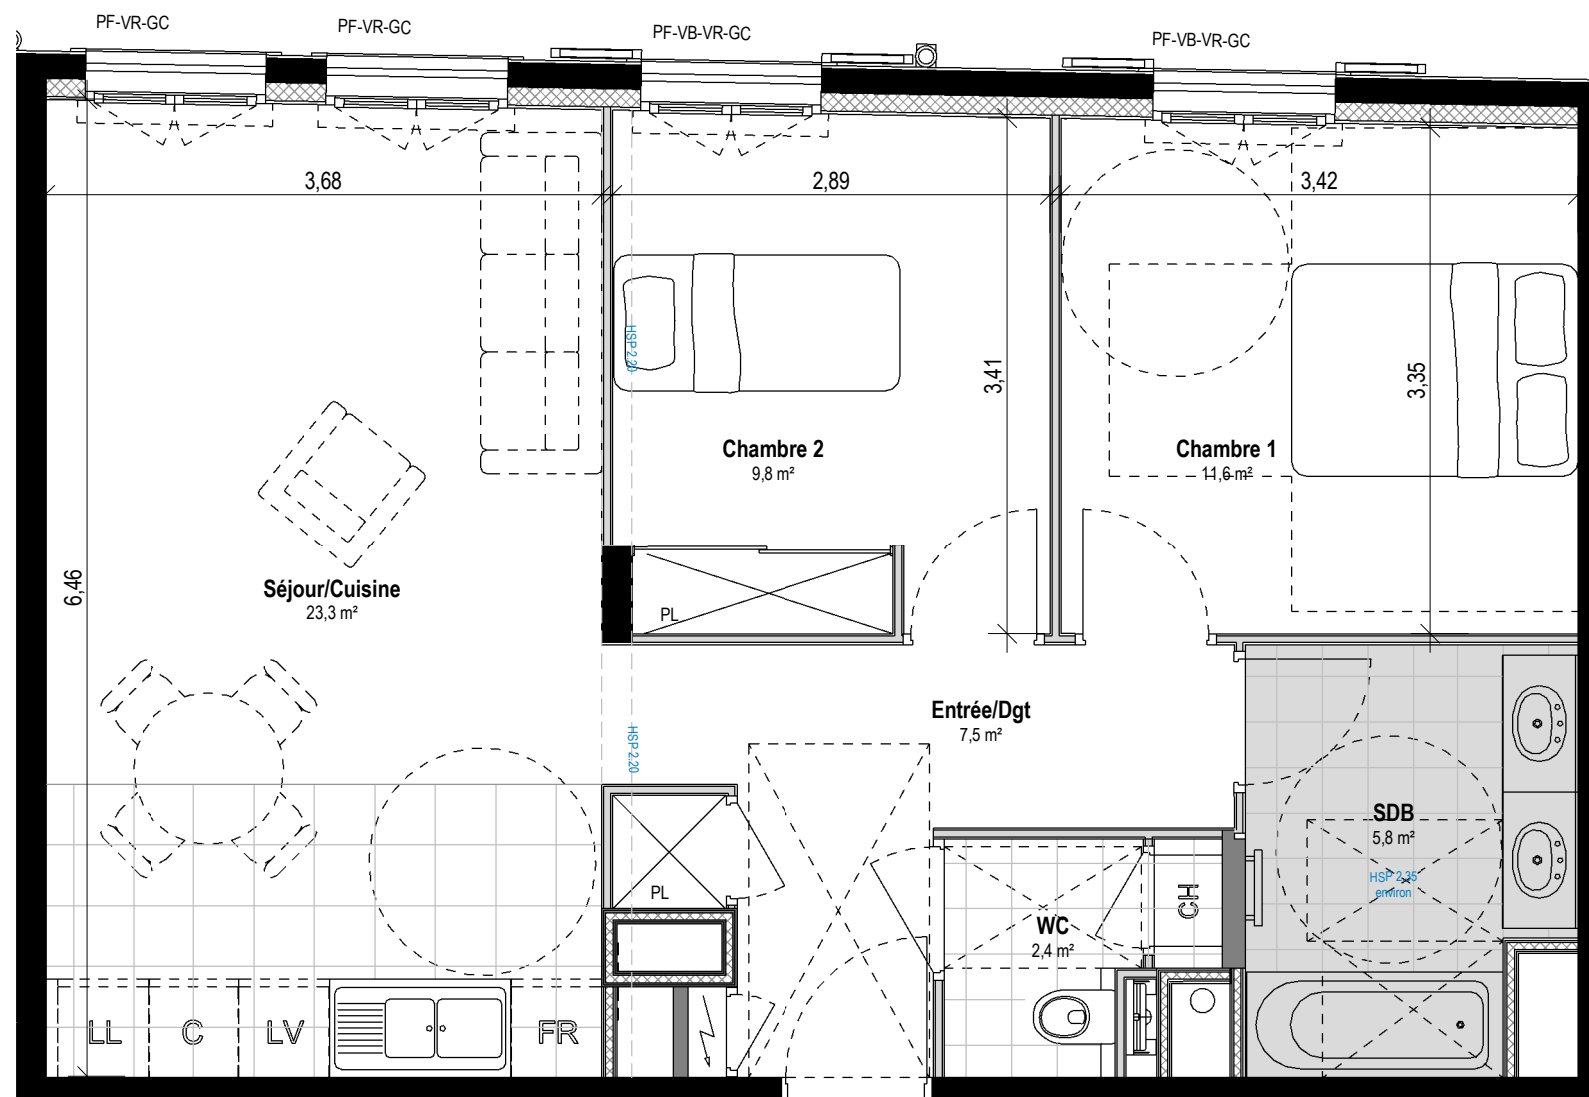 PF-VR-GC
PF-VR-GC
PF-VB-VR-GC
PF-VB-VR-GC
3,68
2,89
3,42
HSP 2,20
3,41
3,35
Chambre 2
9,8 m²
Chambre 1
11,6 m²
6,46
Séjour/Cuisine
23,3 m²
PL
Entrée/Dgt
7,5 m²
HSP 2,20
SDB
5,8 m²
HSP 2,35
environ
PL
CH
WC
2,4 m²
LL
C
LV
FR